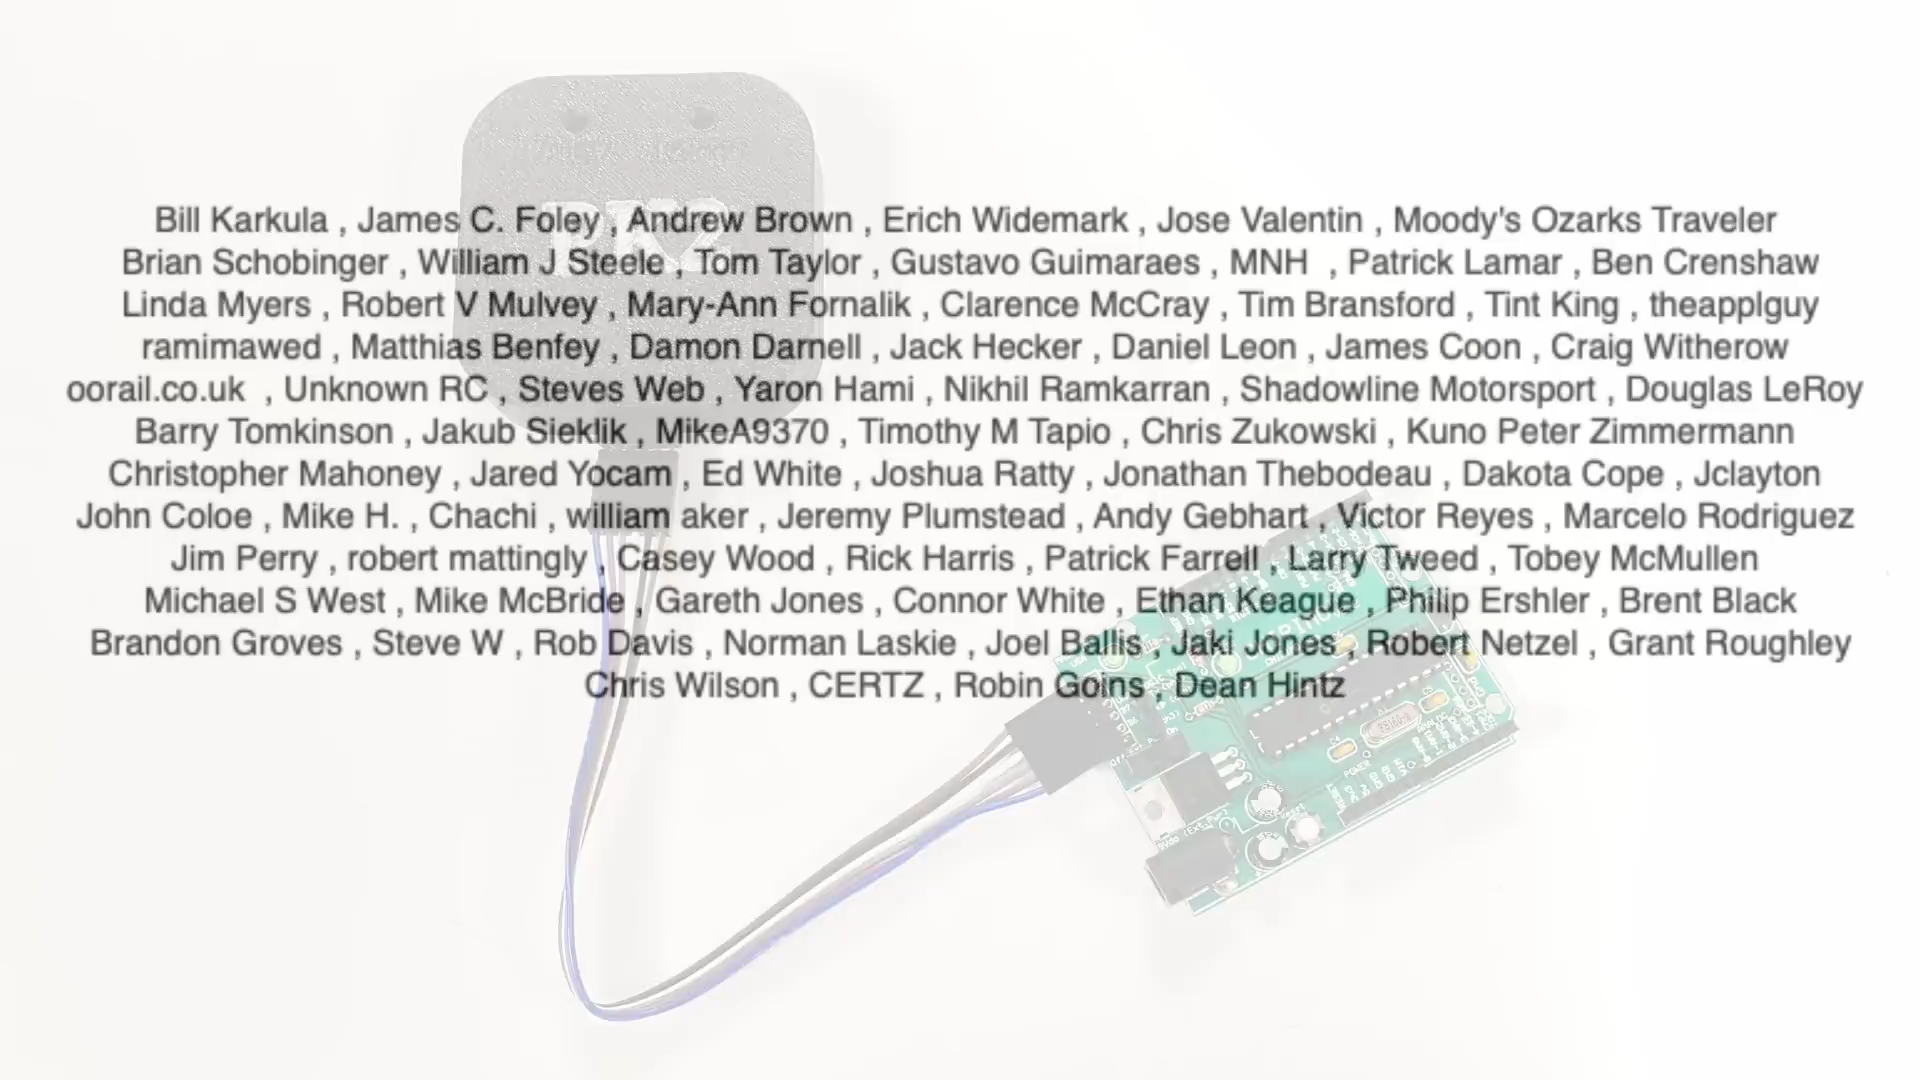 Bill Karkula , James C. Foley , Andrew Brown , Erich Widemark , Jose Valentin , Moody's Ozarks Traveler
Brian Schobinger , William J Steele , Tom Taylor , Gustavo Guimaraes , MNH , Patrick Lamar , Ben Crenshaw
Linda Myers , Robert V Mulvey , Mary-Ann Fornalik , Clarence McCray , Tim Bransford , Tint King , theapplguy
ramimawed , Matthias Benfey , Damon Darnell , Jack Hecker , Daniel Leon , James Coon , Craig Witherow
oorail.co.uk , Unknown RC , Steves Web , Yaron Hami , Nikhil Ramkarran , Shadowline Motorsport , Douglas LeRoy
Barry Tomkinson , Jakub Sieklik , MikeA9370 , Timothy M Tapio , Chris Zukowski , Kuno Peter Zimmermann
Christopher Mahoney , Jared Yocam , Ed White , Joshua Ratty , Jonathan Thebodeau , Dakota Cope , Jclayton
John Coloe , Mike H. , Chachi , william aker , Jeremy Plumstead , Andy Gebhart , Victor Reyes , Marcelo Rodriguez
Jim Perry , robert mattingly , Casey Wood , Rick Harris , Patrick Farrell , Larry Tweed , Tobey McMullen
Michael S West , Mike McBride , Gareth Jones , Connor White , Ethan Keague , Philip Ershler , Brent Black
Brandon Groves , Steve W , Rob Davis , Norman Laskie , Joel Ballis , Jaki Jones , Robert Netzel , Grant Roughley
Chris Wilson , CERTZ , Robin Goins , Dean Hintz
POWER